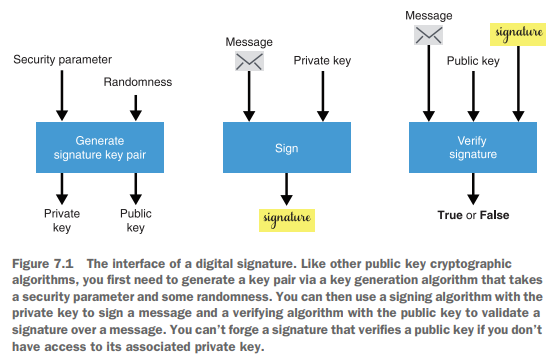 Security parameter
Randomness
Generate
signature key pair
Private
key
Public
key
Message
Private key
Sign
signature
Message
signature
Public key
Verify
signature
True or False
Figure 7.1 The interface of a digital signature. Like other public key cryptographic
algorithms, you first need to generate a key pair via a key generation algorithm that takes
a security parameter and some randomness. You can then use a signing algorithm with the
private key to sign a message and a verifying algorithm with the public key to validate a
signature over a message. You can't forge a signature that verifies a public key if you don't
have access to its associated private key.